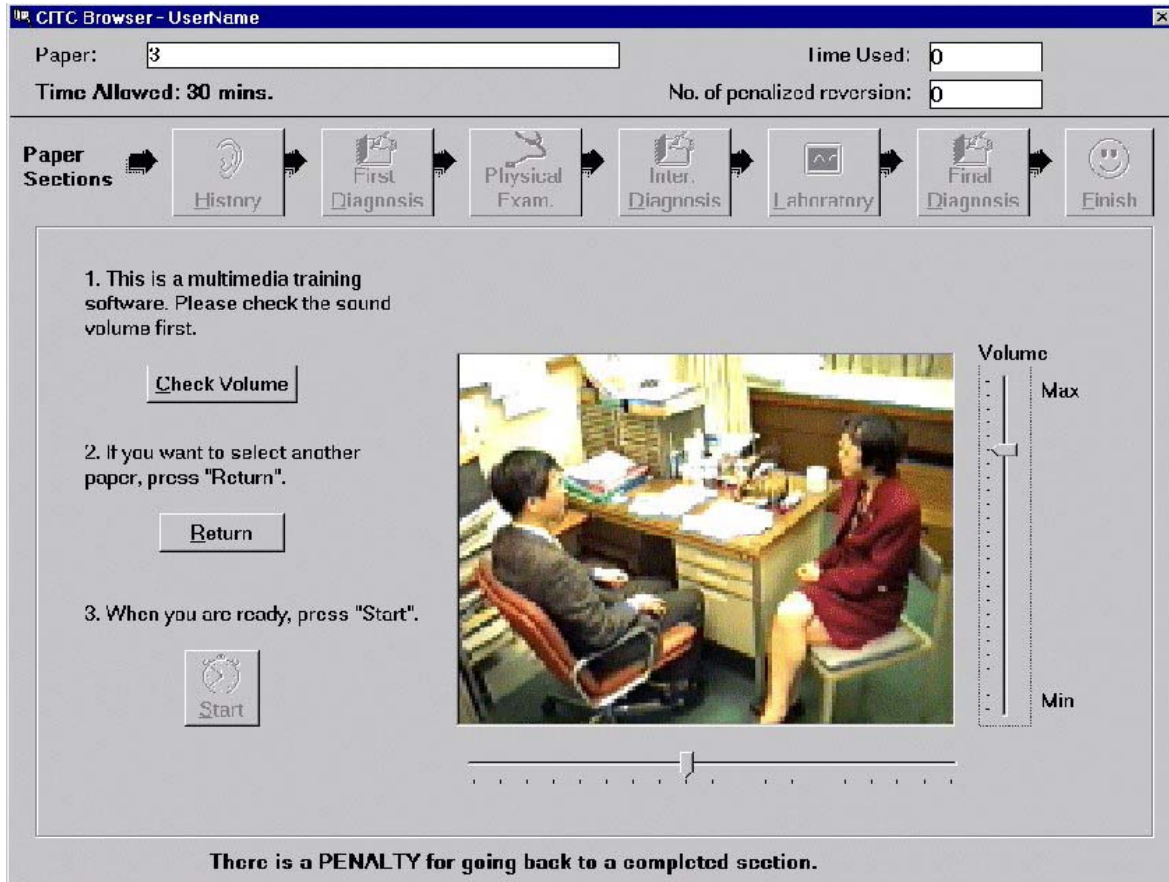 CITC Browser - UserName
Paper: 3
Time Used: 0
Time Allowed: 30 mins.
No. of penalized reversion: 0
Paper Sections
History
First Diagnosis
Physical Exam.
Inter. Diagnosis
Laboratory
Final Diagnosis
Finish
1. This is a multimedia training
software. Please check the sound
volume first.
Check Volume
2. If you want to select another
paper, press "Return".
Return
3. When you are ready, press "Start".
Start
Volume
Max
Min
There is a PENALTY for going back to a completed section.